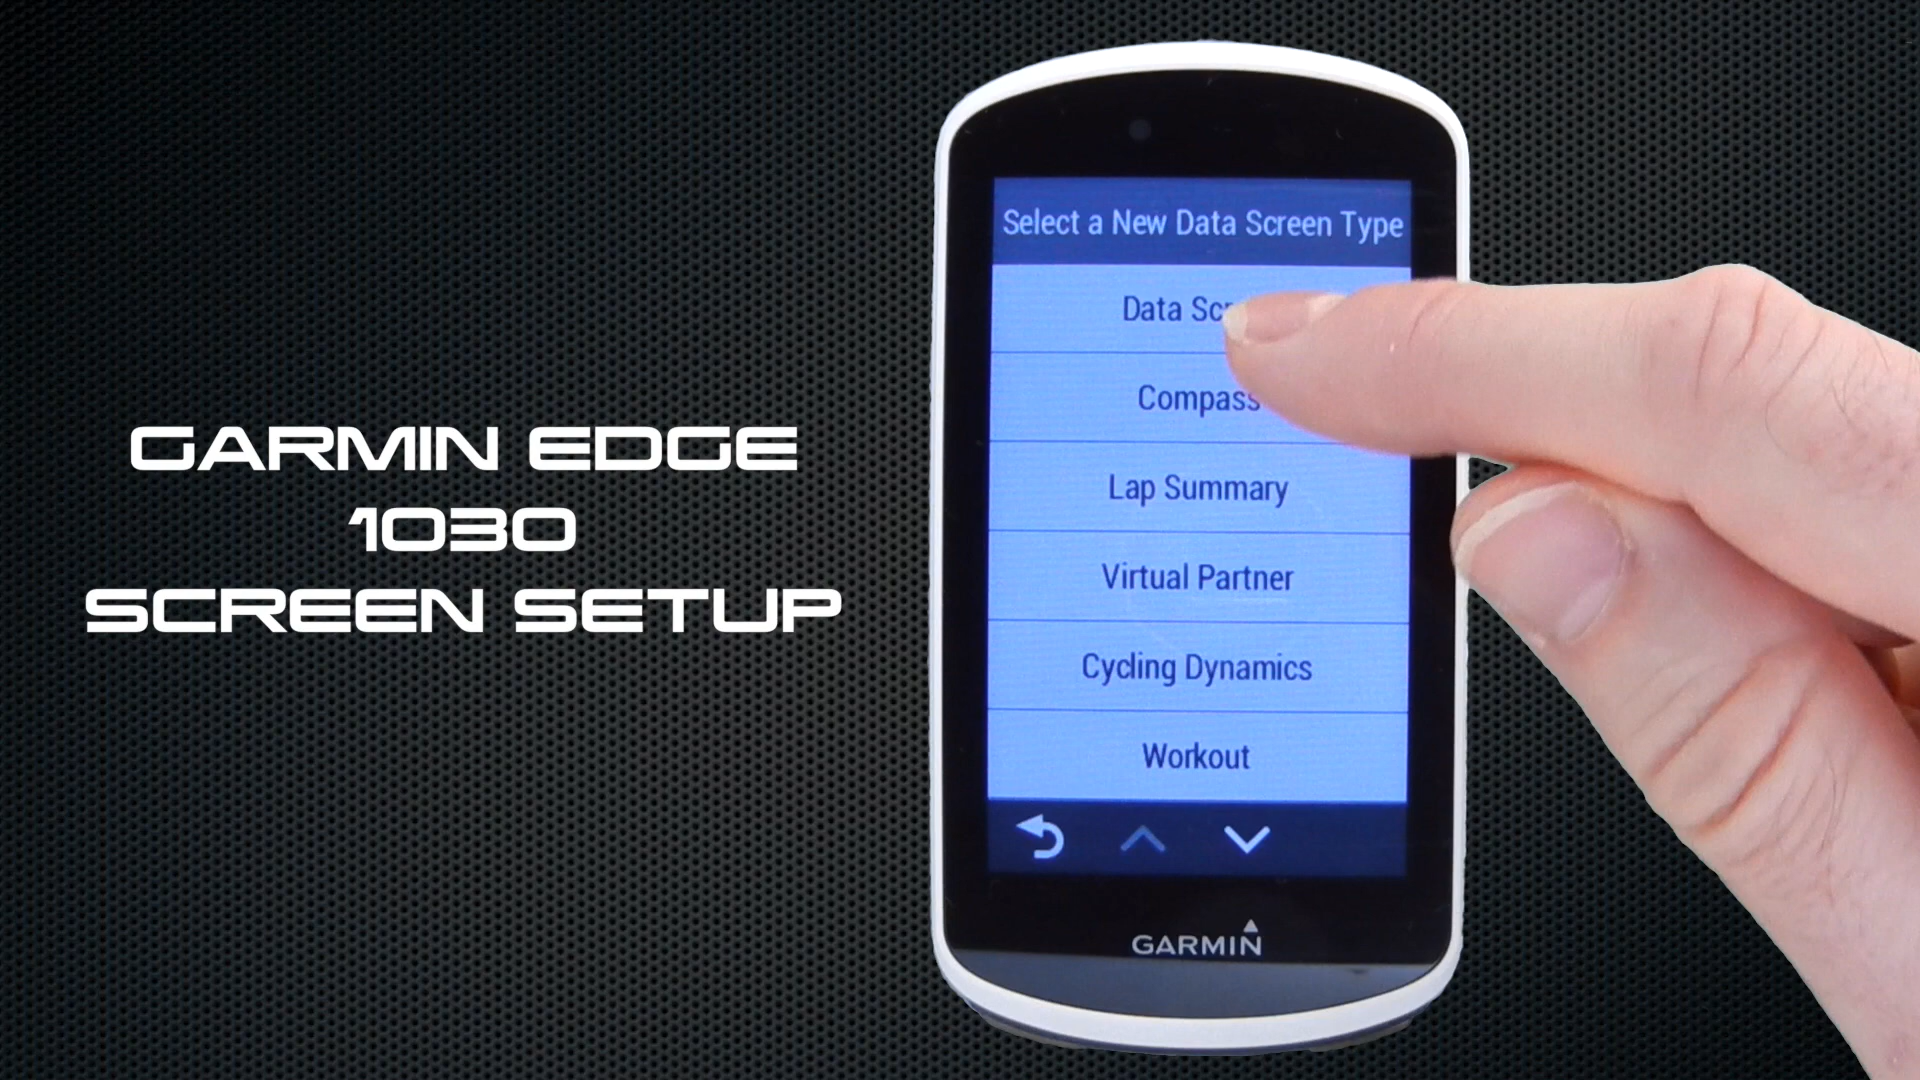 GARMIN EDGE
1030
SCREEN SETUP
Select a New Data Screen Type
Data
Compass
Lap Summary
Virtual Partner
Cycling Dynamics
Workout
GARMIN